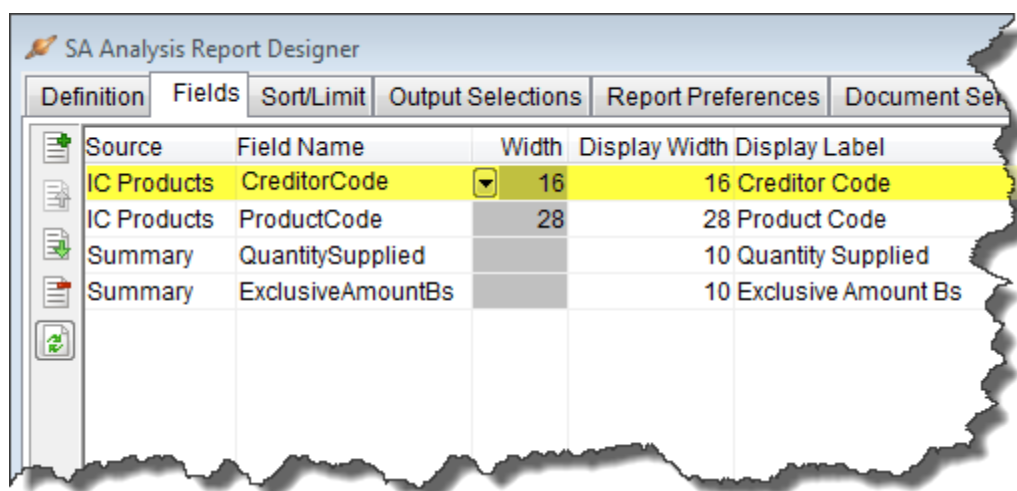 SA Analysis Report Designer
Definition Fields Sort/Limit Output Selections Report Preferences Document
Source Field Name Width Display Width Display Label
IC Products CreditorCode 16 16 Creditor Code
IC Products ProductCode 28 28 Product Code
Summary QuantitySupplied 10 Quantity Supplied
Summary ExclusiveAmountBs 10 Exclusive Amount Bs